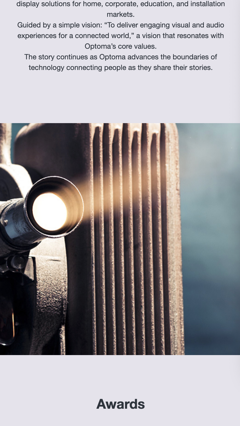 display solutions for home, corporate, education, and installation
markets.
Guided by a simple vision: “To deliver engaging visual and audio
experiences for a connected world,” a vision that resonates with
Optoma’s core values.
The story continues as Optoma advances the boundaries of
technology connecting people as they share their stories.
Awards